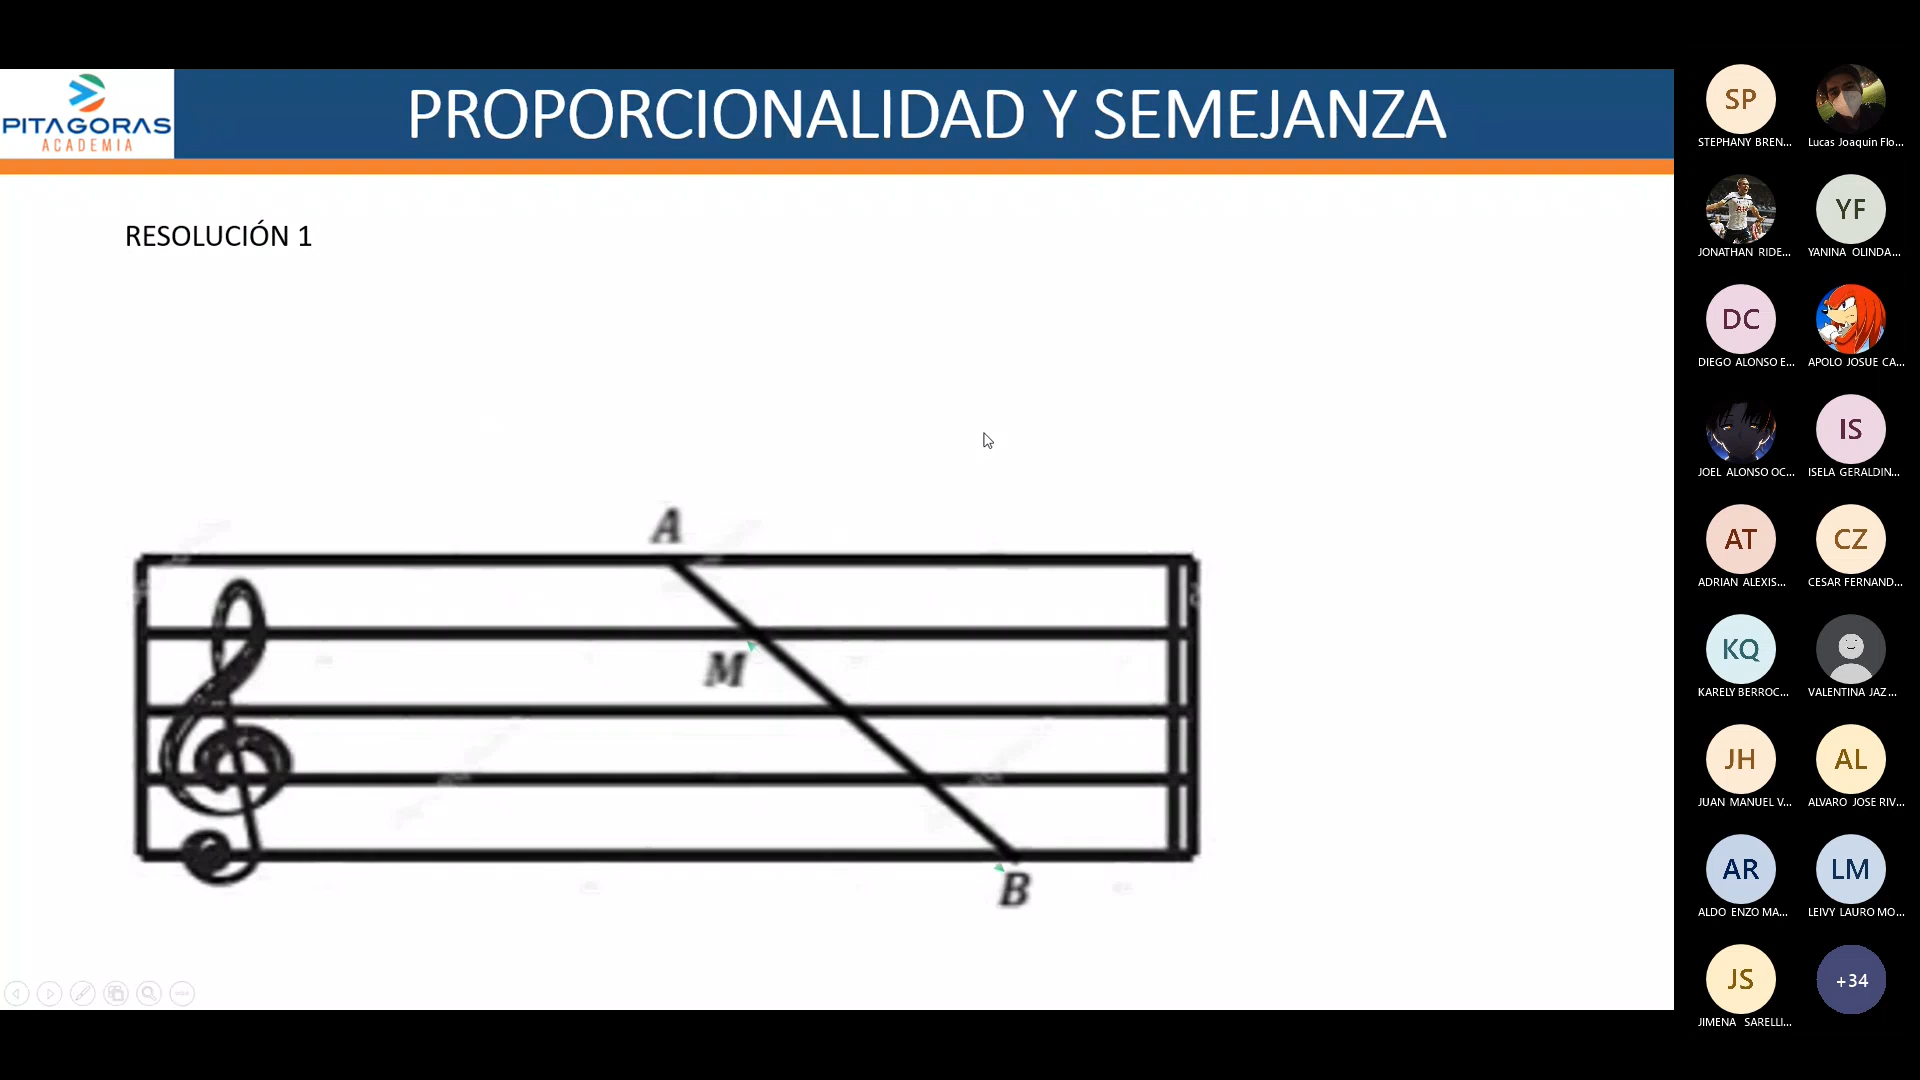 PITAGORAS
ACADEMIA
PROPORCIONALIDAD Y SEMEJANZA
RESOLUCIÓN 1
A
M
B
SP
STEPHANY BREN...
Lucas Joaquin Flo...
JONATHAN RIDE...
YF
YANINA OLINDA...
DC
DIEGO ALONSO E...
APOLO JOSUE CA...
JOEL ALONSO OC...
IS
ISELA GERALDIN...
AT
ADRIAN ALEXIS...
CZ
CESAR FERNAND...
KQ
KARELY BERROC...
VALENTINA JAZ...
JH
JUAN MANUEL V...
AL
ALVARO JOSE RIV...
AR
ALDO ENZO MA...
LM
LEIVY LAURO MO...
JS
JIMENA SARELLI...
+34